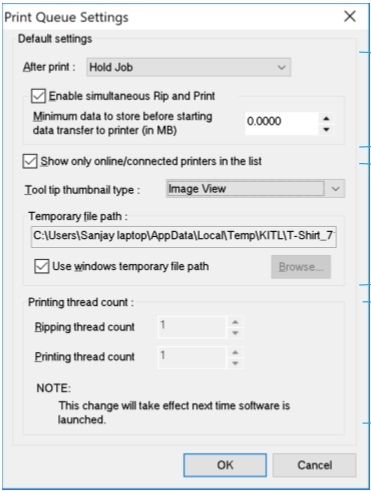 Print Queue Settings
Default settings
After print : Hold Job
Enable simultaneous Rip and Print
Minimum data to store before starting
data transfer to printer (in MB) 0.0000
Show only online/connected printers in the list
Tool tip thumbnail type : Image View
Temporary file path :
C:\Users\Sanjay laptop\AppData\Local\Temp\KITL\T-Shirt_7
Use windows temporary file path Browse...
Printing thread count :
Ripping thread count 1
Printing thread count 1
NOTE:
This change will take effect next time software is
launched.
OK Cancel